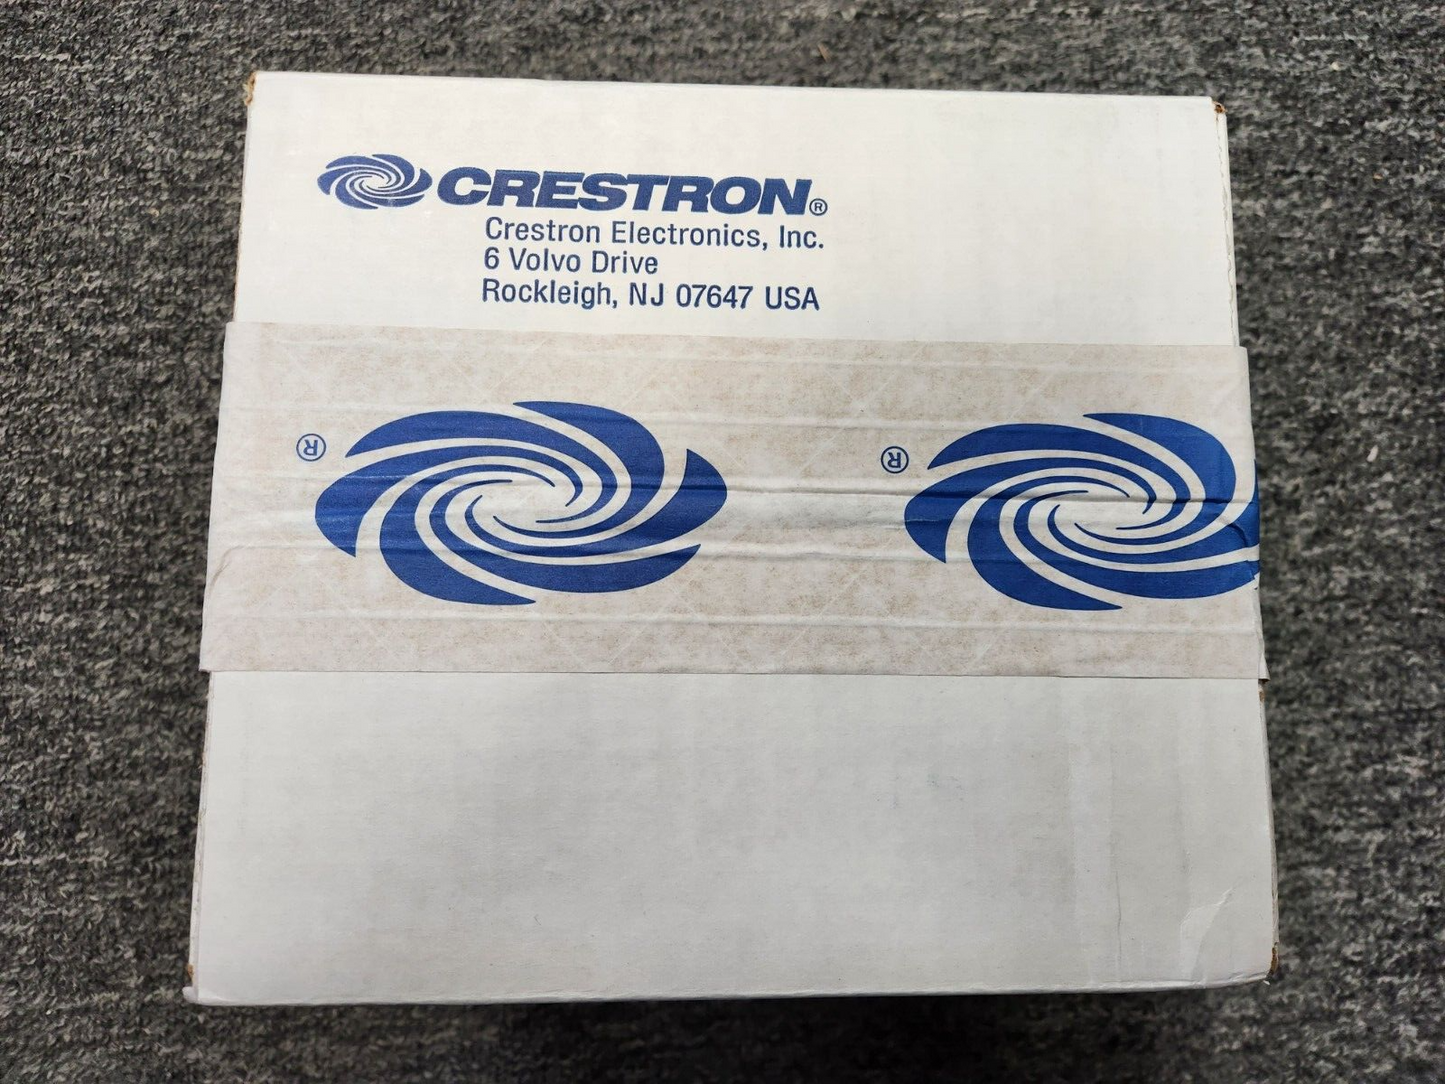 CRESTRON®
Crestron Electronics, Inc.
6 Volvo Drive
Rockleigh, NJ 07647 USA
® ®